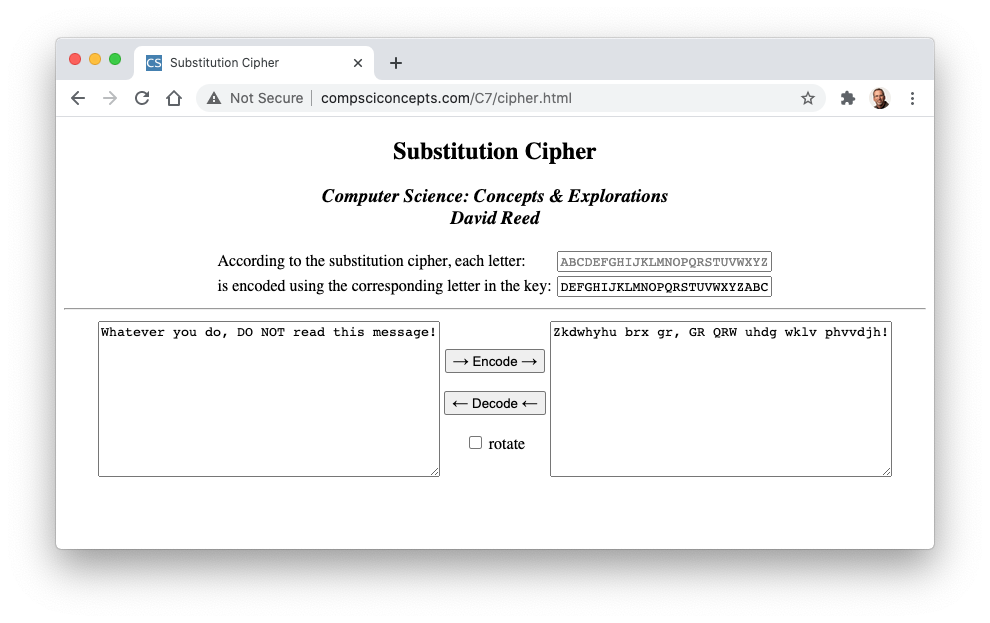 CS Substitution Cipher
Not Secure | compsciconcepts.com/C7/cipher.html
Substitution Cipher
Computer Science: Concepts & Explorations
David Reed
According to the substitution cipher, each letter: ABCDEFGHIJKLMNOPQRSTUVWXYZ
is encoded using the corresponding letter in the key: DEFGHIJKLMNOPQRSTUVWXYZABC
Whatever you do, DO NOT read this message!
→ Encode →
← Decode ←
rotate
Zkdwhyhu brx gr, GR QRW uhdg wklv phvvdjh!